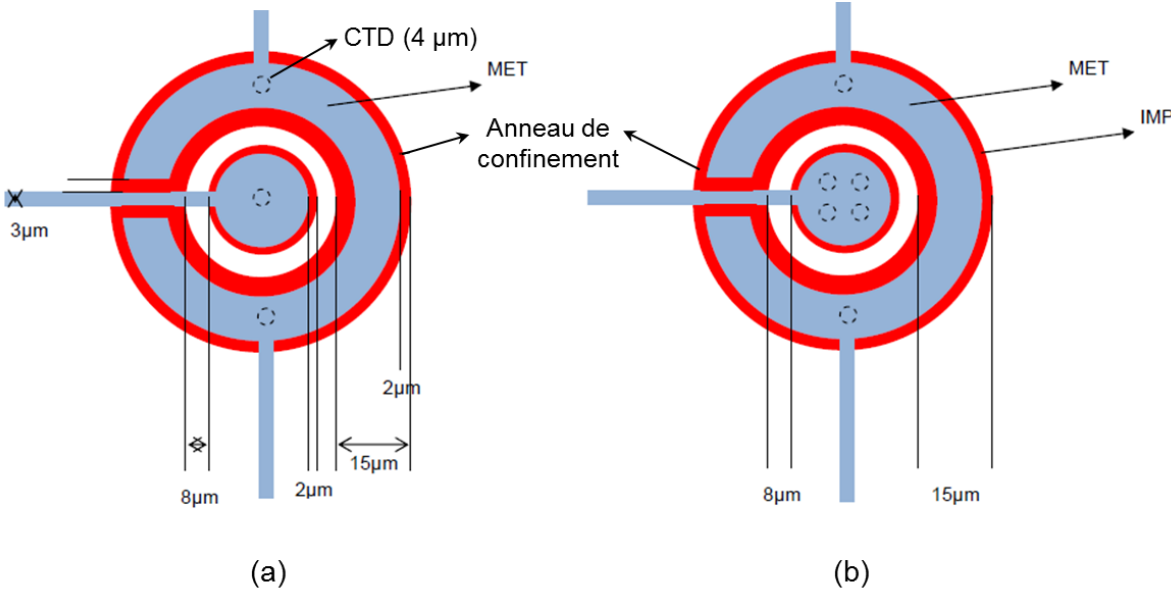 CTD (4 µm)
MET
Anneau de
confinement
3µm
2µm
15µm
8µm
2µm
(a)
MET
IMP
8µm
15µm
(b)